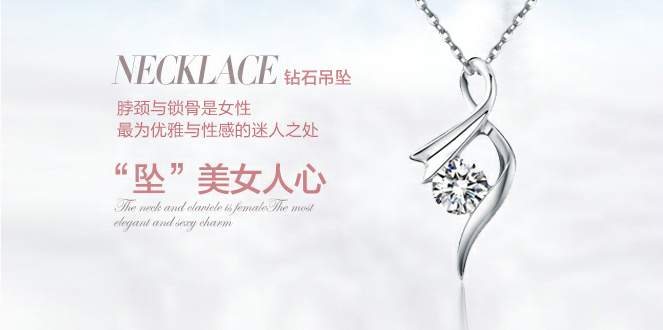 NECKLACE 钻石吊坠
脖颈与锁骨是女性
最为优雅与性感的迷人之处
“坠”美女人心
The neck and clavicle is femaleThe most
elegant and sexy charm